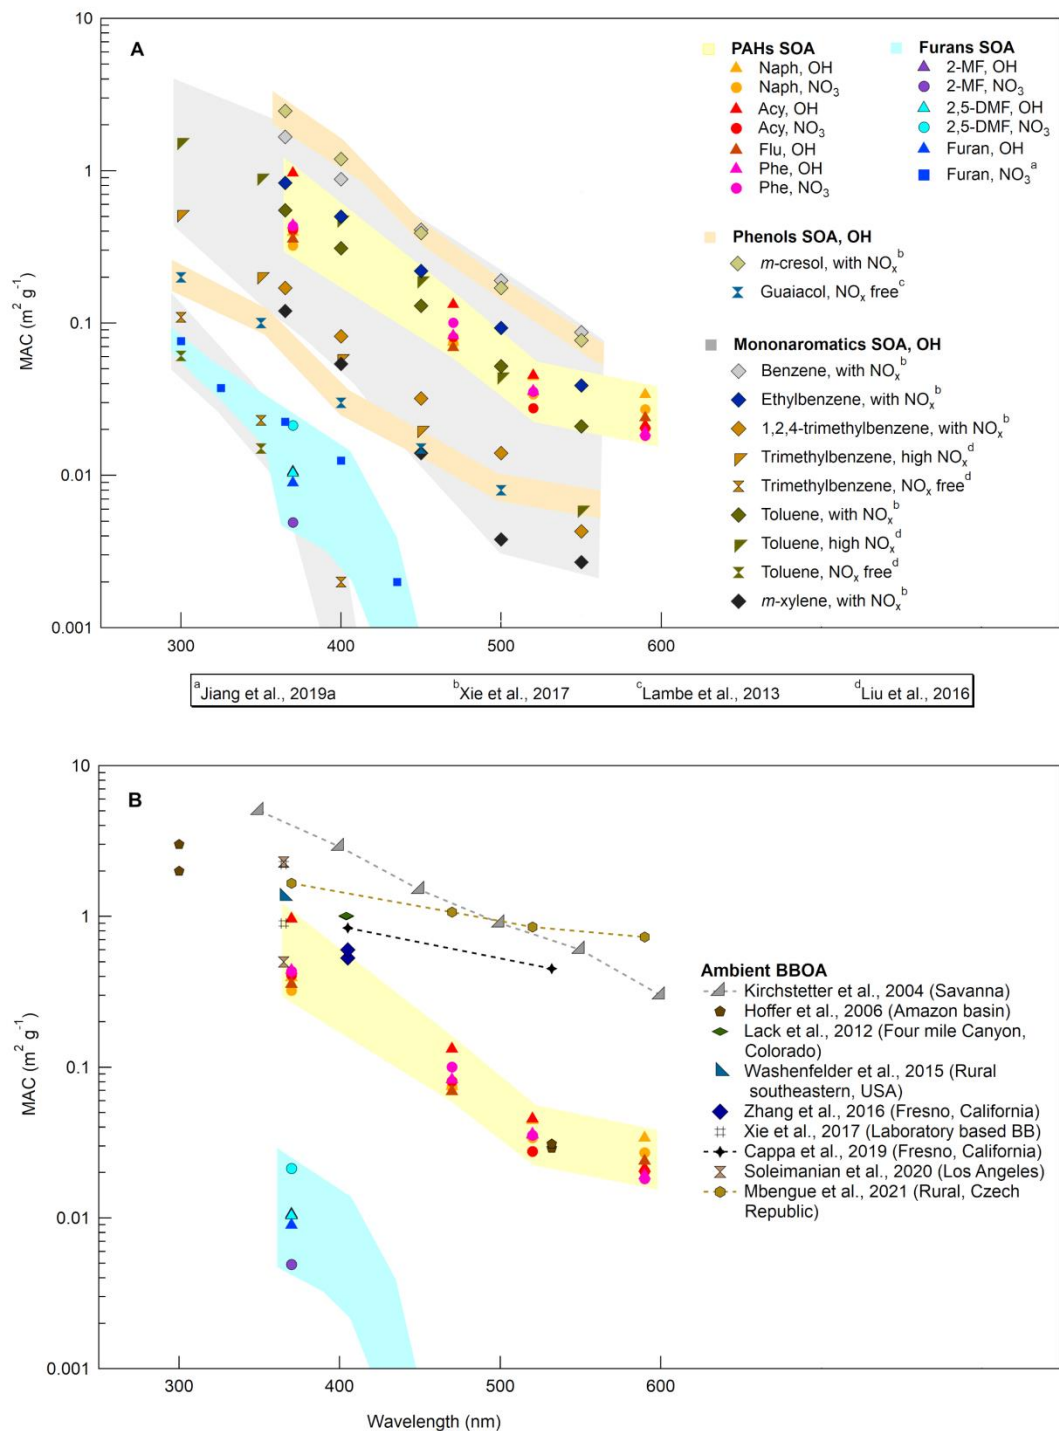 A
10
1
0.1
0.01
0.001
MAC (m² g⁻¹)
300
400
500
600
PAHs SOA
Naph, OH
Naph, NO₃
Acy, OH
Acy, NO₃
Flu, OH
Phe, OH
Phe, NO₃
Furans SOA
2-MF, OH
2-MF, NO₃
2,5-DMF, OH
2,5-DMF, NO₃
Furan, OH
Furan, NO₃ᵃ
Phenols SOA, OH
m-cresol, with NOₓᵇ
Guaiacol, NOₓ freeᶜ
Mononaromatics SOA, OH
Benzene, with NOₓᵇ
Ethylbenzene, with NOₓᵇ
1,2,4-trimethylbenzene, with NOₓᵇ
Trimethylbenzene, high NOₓᵈ
Trimethylbenzene, NOₓ freeᵈ
Toluene, with NOₓᵇ
Toluene, high NOₓᵈ
Toluene, NOₓ freeᵈ
m-xylene, with NOₓᵇ
ᵃJiang et al., 2019a ᵇXie et al., 2017 ᶜLambe et al., 2013 ᵈLiu et al., 2016
B
10
1
0.1
0.01
0.001
MAC (m² g⁻¹)
300
400
500
600
Wavelength (nm)
Ambient BBOA
Kirchstetter et al., 2004 (Savanna)
Hoffer et al., 2006 (Amazon basin)
Lack et al., 2012 (Four mile Canyon,
Colorado)
Washenfelder et al., 2015 (Rural
southeastern, USA)
Zhang et al., 2016 (Fresno, California)
Xie et al., 2017 (Laboratory based BB)
Cappa et al., 2019 (Fresno, California)
Soleimanian et al., 2020 (Los Angeles)
Mbengue et al., 2021 (Rural, Czech
Republic)